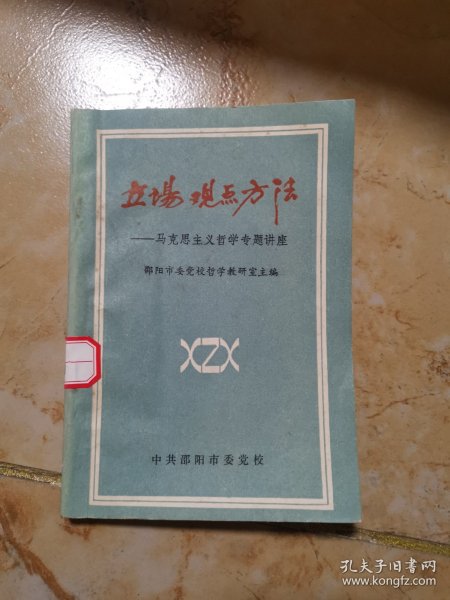 立場 观点方法
——马克思主义哲学专题讲座
邵阳市委党校哲学教研室主编
XZX
中共邵阳市委党校
孔夫子旧书网
www.kongfz.com